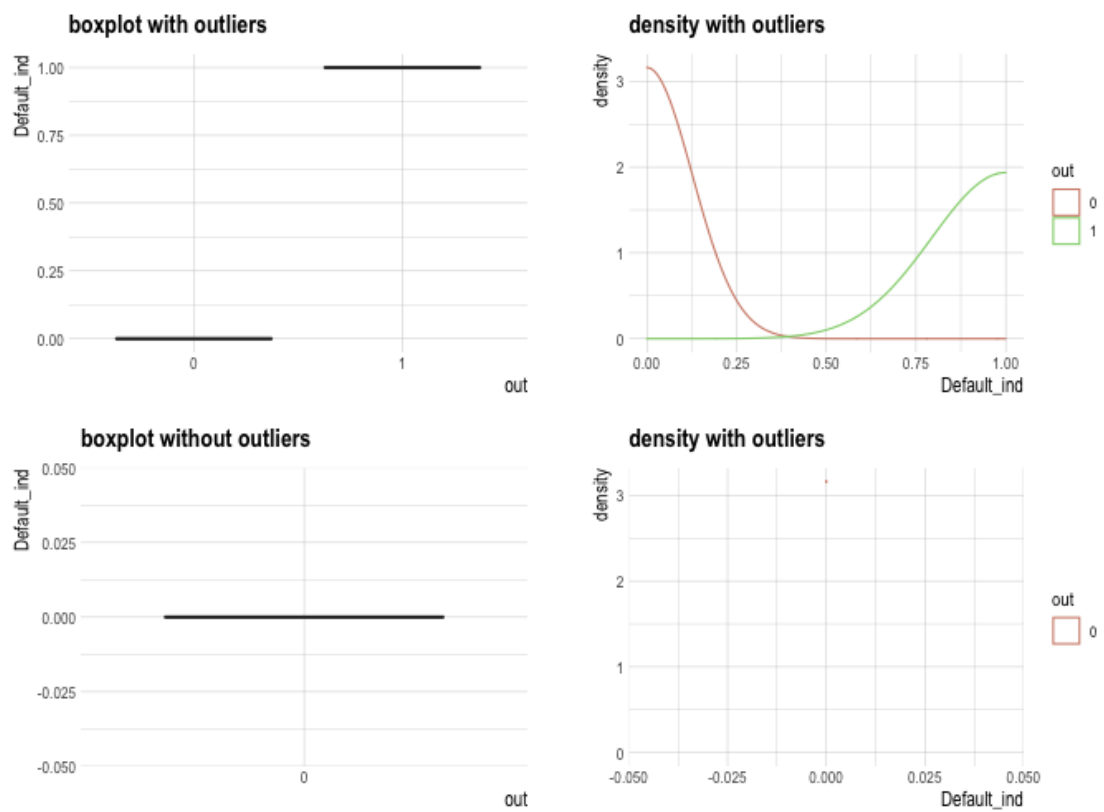 boxplot with outliers
Default_ind
1.00
0.75
0.50
0.25
0.00
0 1
out
density with outliers
density
3
2
1
0
0.00 0.25 0.50 0.75 1.00
Default_ind
out
0
1
boxplot without outliers
Default_ind
0.050
0.025
0.000
-0.025
-0.050
0
out
density with outliers
density
3
2
1
0
-0.050 -0.025 0.000 0.025 0.050
Default_ind
out
0